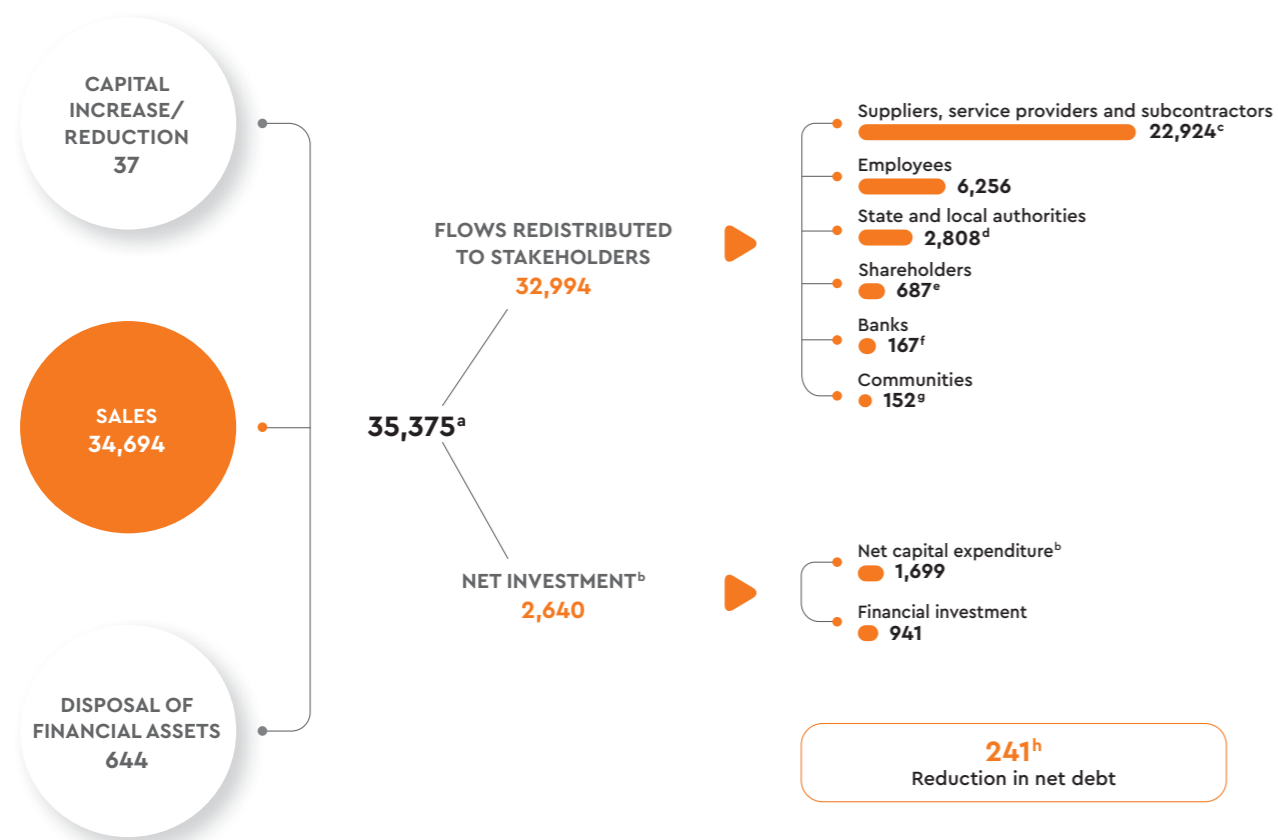 CAPITAL
INCREASE/
REDUCTION
37
SALES
34,694
DISPOSAL OF
FINANCIAL ASSETS
644
35,375ᵃ
FLOWS REDISTRIBUTED
TO STAKEHOLDERS
32,994
Suppliers, service providers and subcontractors
22,924ᶜ
Employees
6,256
State and local authorities
2,808ᵈ
Shareholders
687ᵉ
Banks
167ᶠ
Communities
152ᵍ
NET INVESTMENTᵇ
2,640
Net capital expenditureᵇ
1,699
Financial investment
941
241ʰ
Reduction in net debt